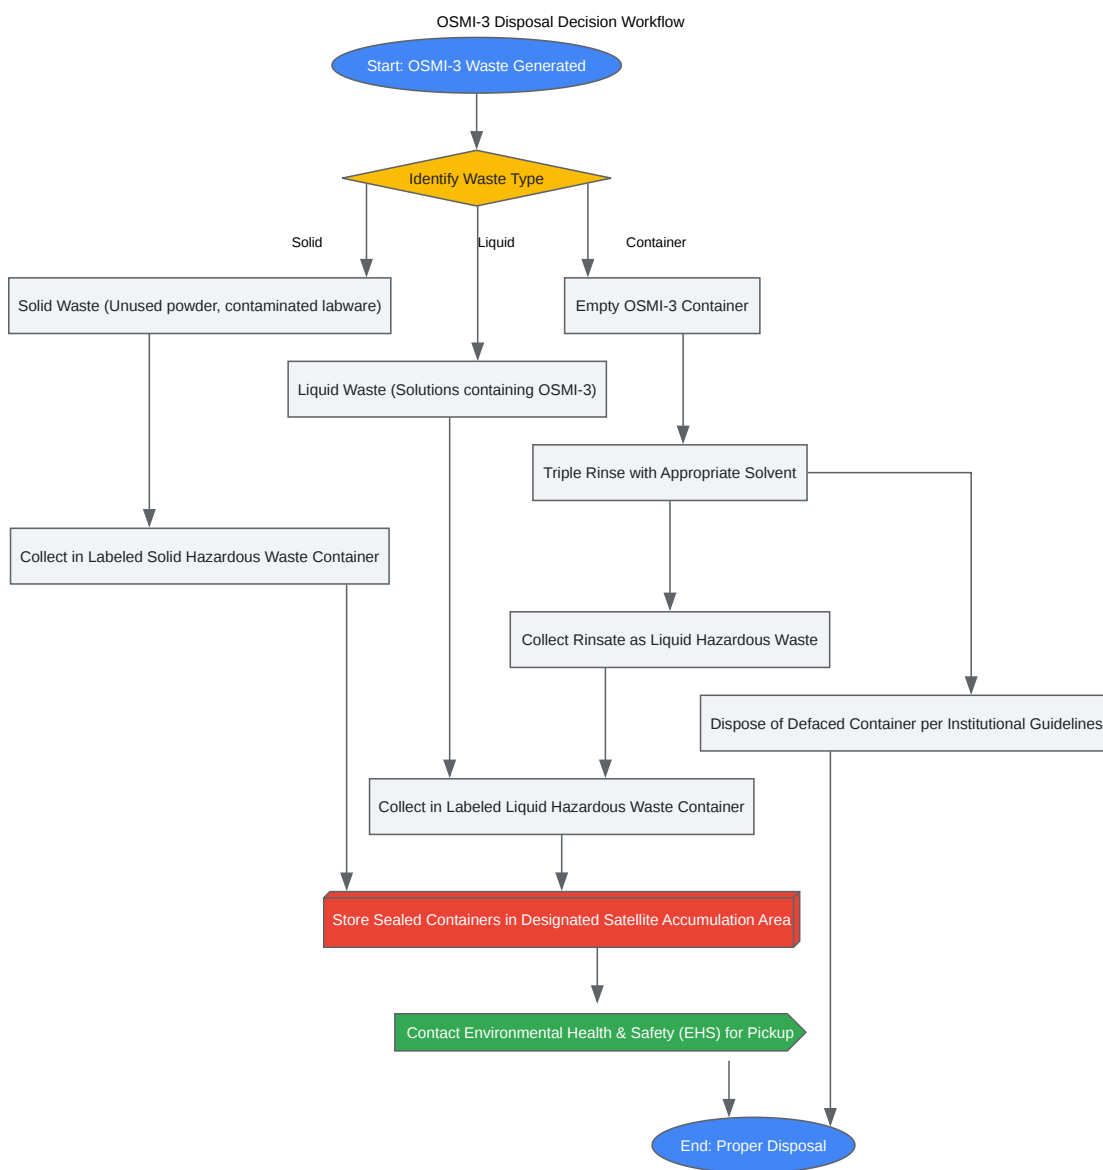 OSMI-3 Disposal Decision Workflow
Start: OSMI-3 Waste Generated
Identify Waste Type
Solid
Liquid
Container
Solid Waste (Unused powder, contaminated labware)
Empty OSMI-3 Container
Liquid Waste (Solutions containing OSMI-3)
Triple Rinse with Appropriate Solvent
Collect in Labeled Solid Hazardous Waste Container
Collect Rinsate as Liquid Hazardous Waste
Dispose of Defaced Container per Institutional Guidelines
Collect in Labeled Liquid Hazardous Waste Container
Store Sealed Containers in Designated Satellite Accumulation Area
Contact Environmental Health & Safety (EHS) for Pickup
End: Proper Disposal